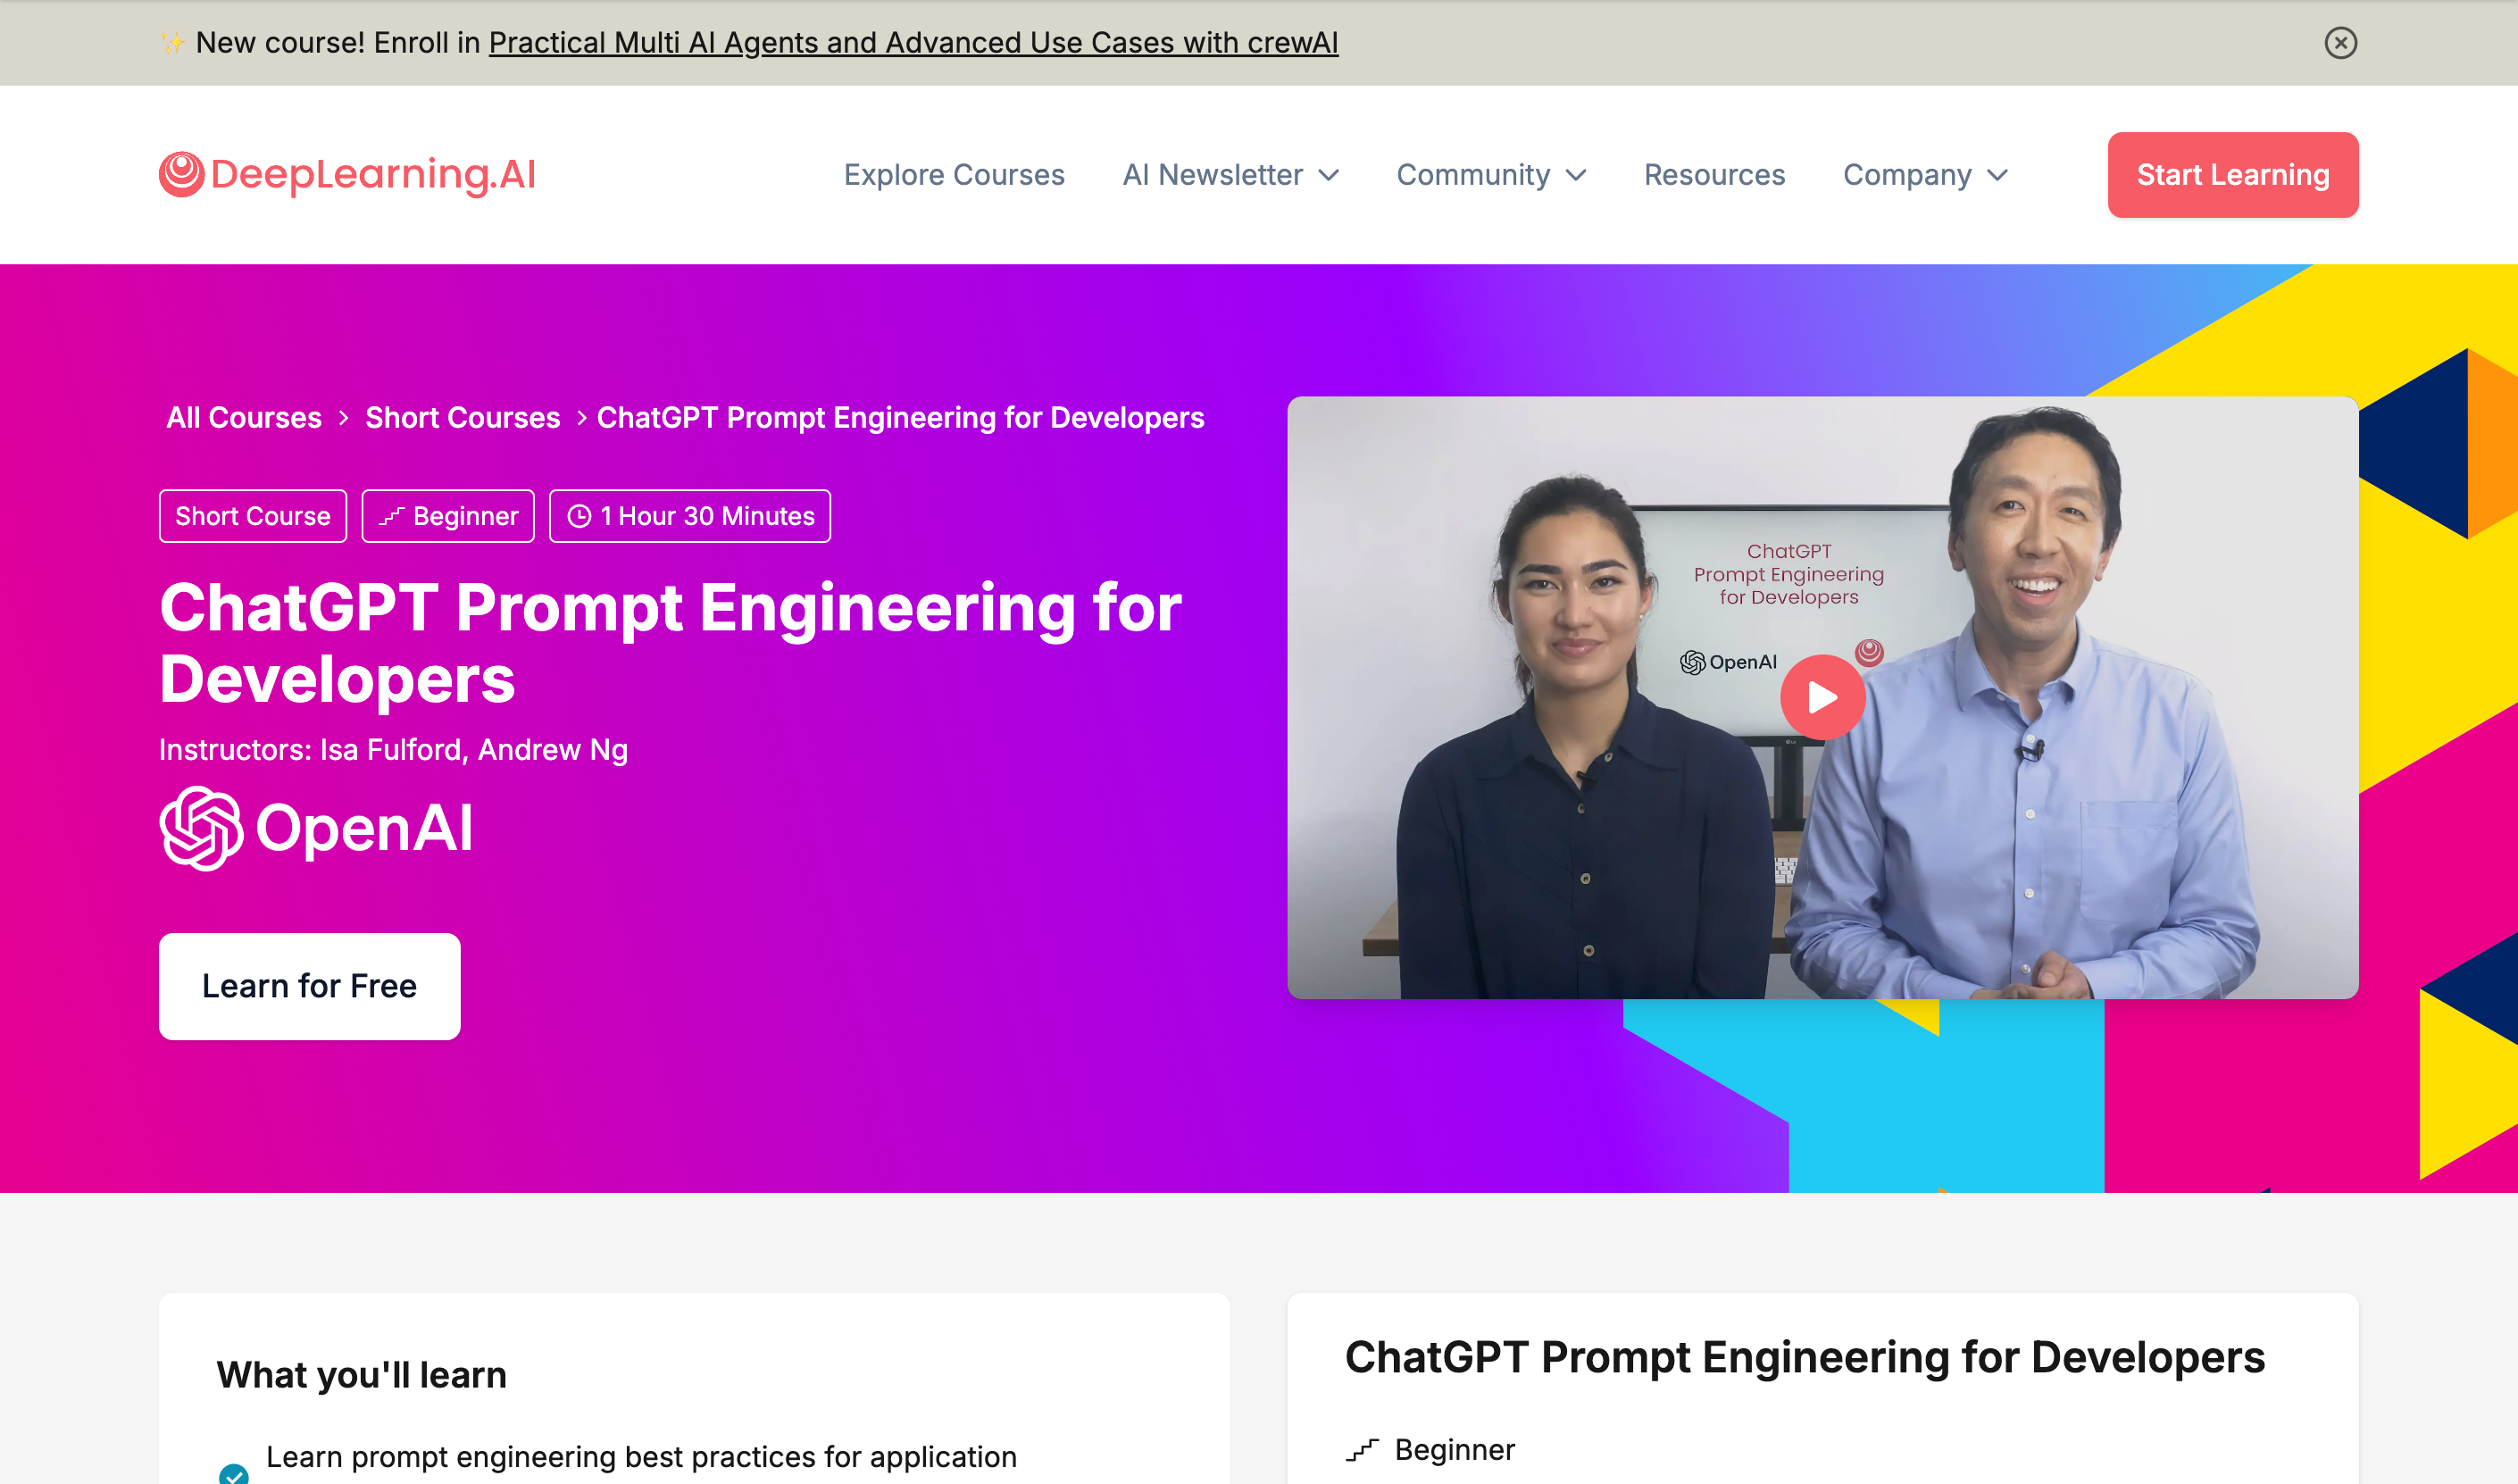 ✨ New course! Enroll in Practical Multi AI Agents and Advanced Use Cases with crewAI
DeepLearning.AI
Explore Courses
AI Newsletter
Community
Resources
Company
Start Learning
All Courses > Short Courses > ChatGPT Prompt Engineering for Developers
Short Course
Beginner
1 Hour 30 Minutes
ChatGPT Prompt Engineering for
Developers
Instructors: Isa Fulford, Andrew Ng
OpenAI
Learn for Free
ChatGPT
Prompt Engineering
for Developers
OpenAI
What you'll learn
Learn prompt engineering best practices for application
ChatGPT Prompt Engineering for Developers
Beginner